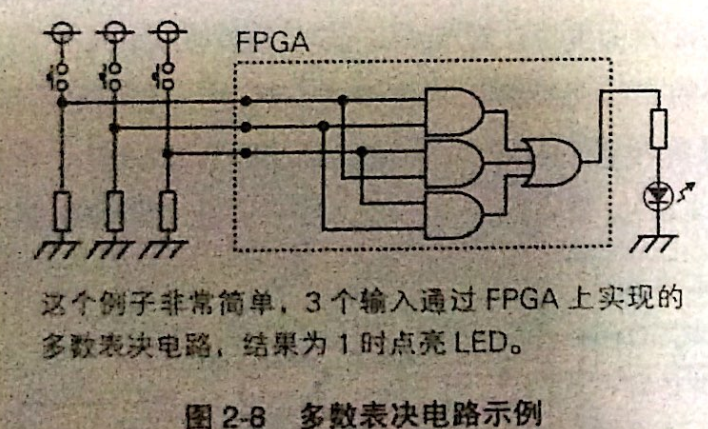 FPGA
这个例子非常简单，3个输入通过 FPGA 上实现的
多数表决电路，结果为 1 时点亮 LED。
图 2-8 多数表决电路示例